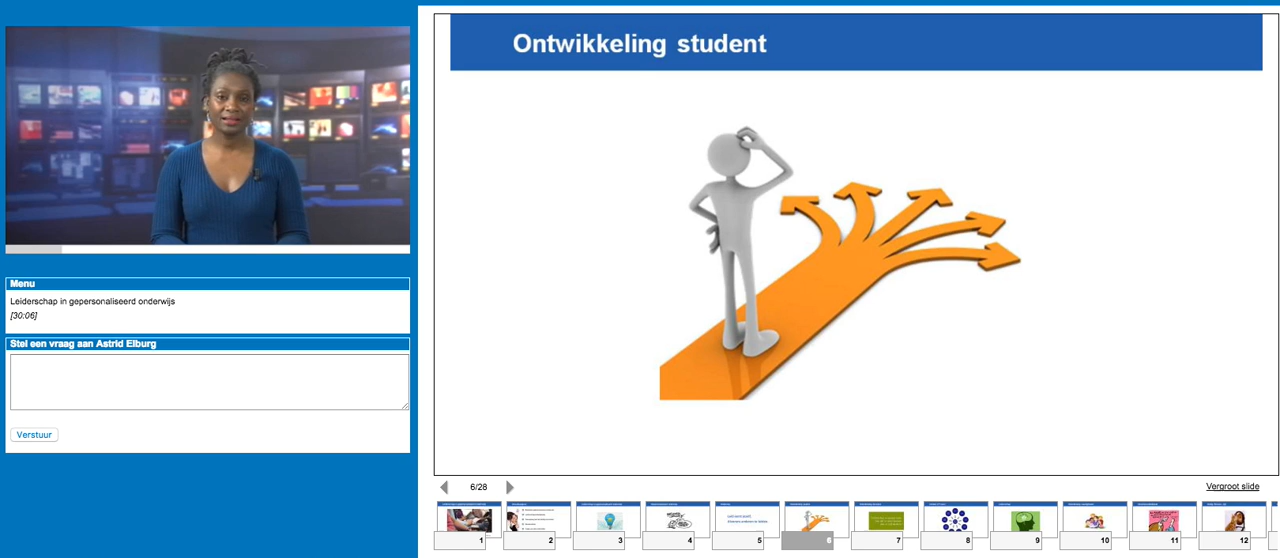 Ontwikkeling student
Menu
Leiderschap in gepersonaliseerd onderwijs
[30:06]
Stel een vraag aan Astrid Elburg
Verstuur
6/28
Vergroot slide
1
2
3
4
5
6
7
8
9
10
11
12